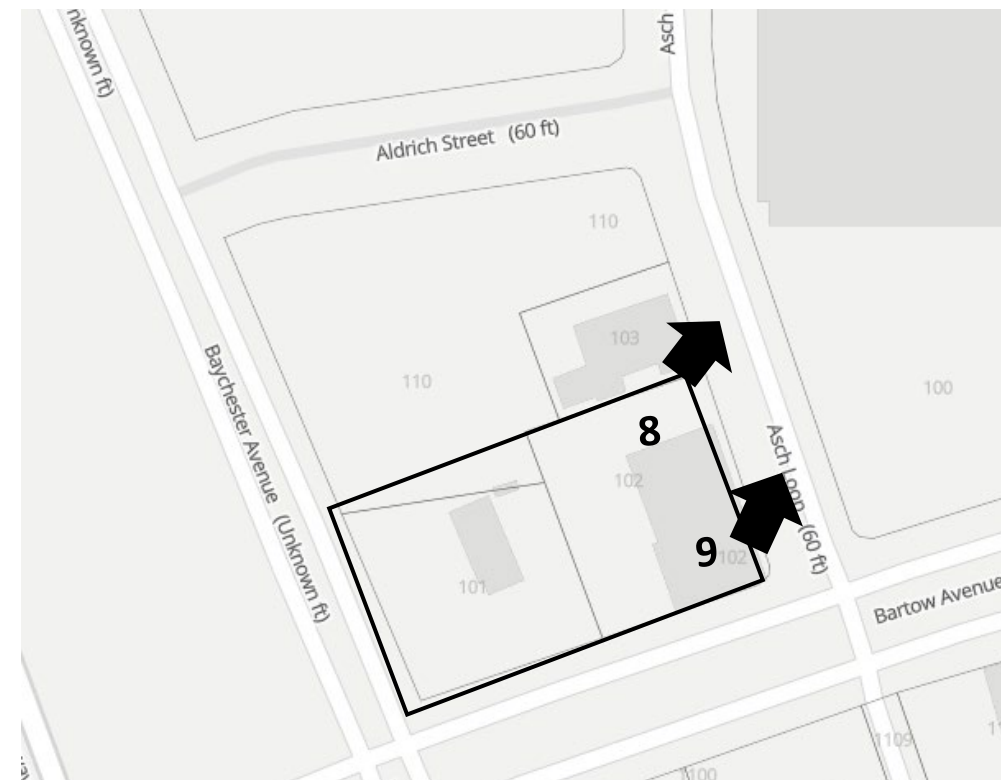 Asch
(Unknown ft)
Aldrich Street (60 ft)
110
103
110
100
8
102
Baychester Avenue (Unknown ft)
Asch Loop (60 ft)
9
102
101
Bartow Avenue
1109
1100